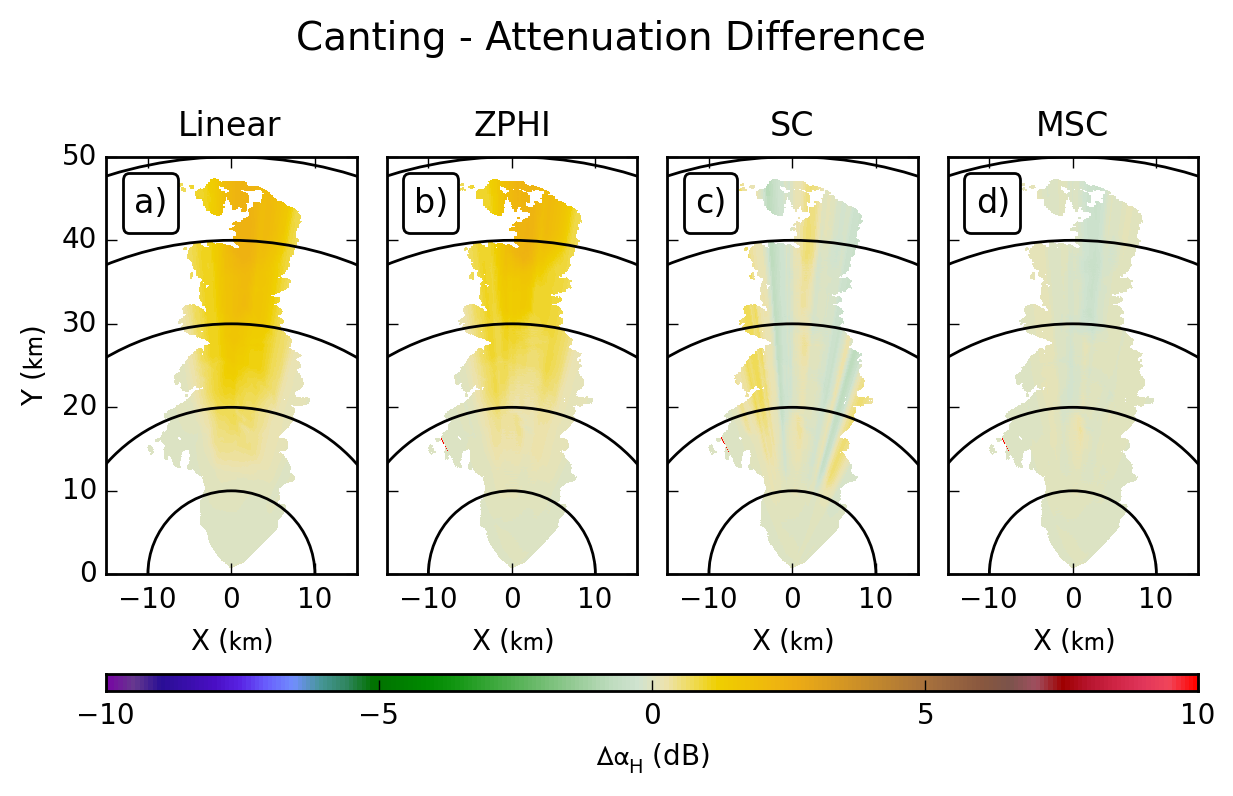 Canting - Attenuation Difference
Linear ZPHI SC MSC
a) b) c) d)
50
40
30
20
10
0
Y (km)
−10 0 10 −10 0 10 −10 0 10 −10 0 10
X (km) X (km) X (km) X (km)
−10 −5 0 5 10
Δα_H (dB)